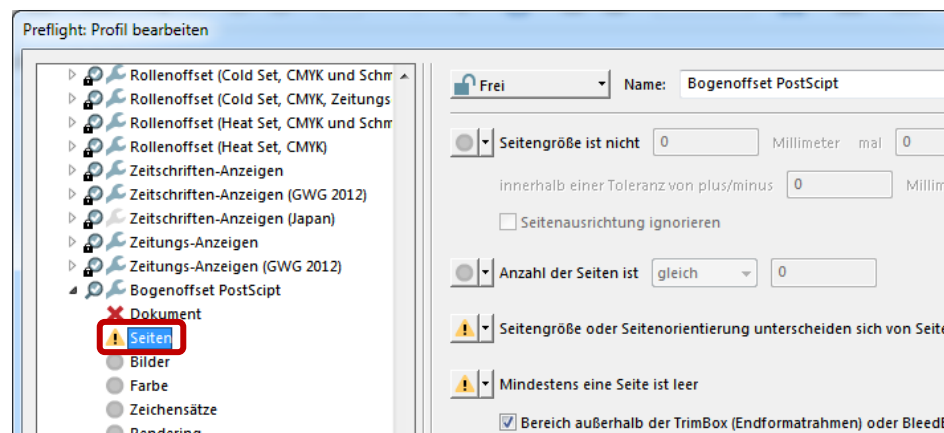 Preflight: Profil bearbeiten
Rollenoffset (Cold Set, CMYK und Schm
Rollenoffset (Cold Set, CMYK, Zeitungs
Rollenoffset (Heat Set, CMYK und Schm
Rollenoffset (Heat Set, CMYK)
Zeitschriften-Anzeigen
Zeitschriften-Anzeigen (GWG 2012)
Zeitschriften-Anzeigen (Japan)
Zeitungs-Anzeigen
Zeitungs-Anzeigen (GWG 2012)
Bogenoffset PostScipt
Dokument
Seiten
Bilder
Farbe
Zeichensätze
Rendering
Frei Name: Bogenoffset PostScipt
Seitengröße ist nicht 0 Millimeter mal 0
innerhalb einer Toleranz von plus/minus 0 Millim
Seitenausrichtung ignorieren
Anzahl der Seiten ist gleich 0
Seitengröße oder Seitenorientierung unterscheiden sich von Seite
Mindestens eine Seite ist leer
Bereich außerhalb der TrimBox (Endformatrahmen) oder BleedB